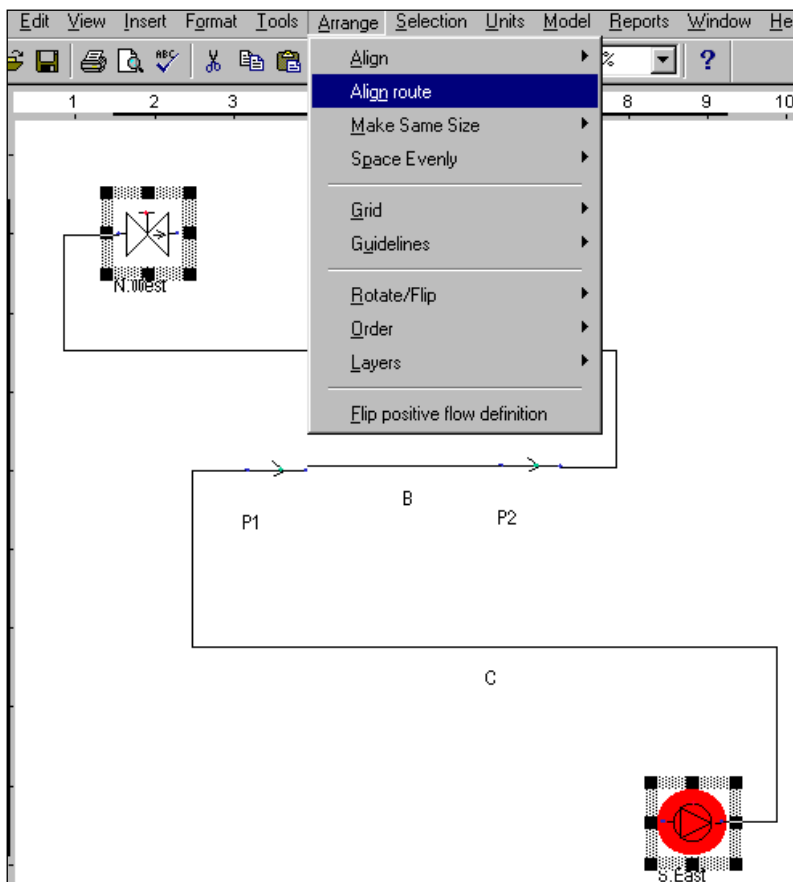 Edit View Insert Format Tools Arrange Selection Units Model Reports Window He
ABC % ?
1 2 3 8 9 10
Align
Align route
Make Same Size
Space Evenly
Grid
Guidelines
Rotate/Flip
Order
Layers
Flip positive flow definition
N.West
B
P1 P2
C
S.East